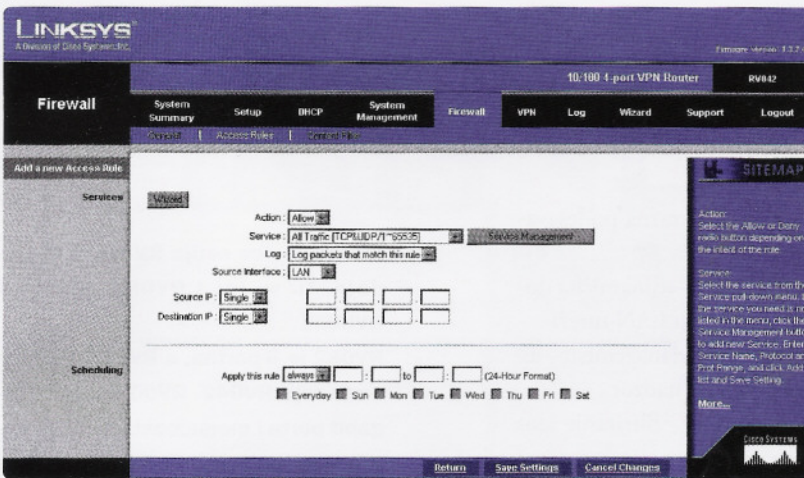 LINKSYS®
A Division of Cisco Systems, Inc.
Firmware Version: 1.3.2
10/100 4-port VPN Router
RV042
Firewall
System Summary
Setup
DHCP
System Management
Firewall
VPN
Log
Wizard
Support
Logout
General | Access Rules | Content Filter
Add a new Access Rule
Services
Wizard
Action : Allow
Service : All Traffic [TCP&UDP/1~65535] Service Management
Log : Log packets that match this rule
Source Interface : LAN
Source IP : Single . . .
Destination IP : Single . . .
Scheduling
Apply this rule always : to : (24-Hour Format)
Everyday Sun Mon Tue Wed Thu Fri Sat
SITEMAP
Action:
Select the Allow or Deny
radio button depending on
the intent of the rule.
Service:
Select the service from the
Service pull-down menu.
the service you need is not
listed in the menu, click the
Service Management button
to add new Service. Enter
Service Name, Protocol and
Port Range, and click Add
list and Save Setting.
More...
CISCO SYSTEMS
Return
Save Settings
Cancel Changes